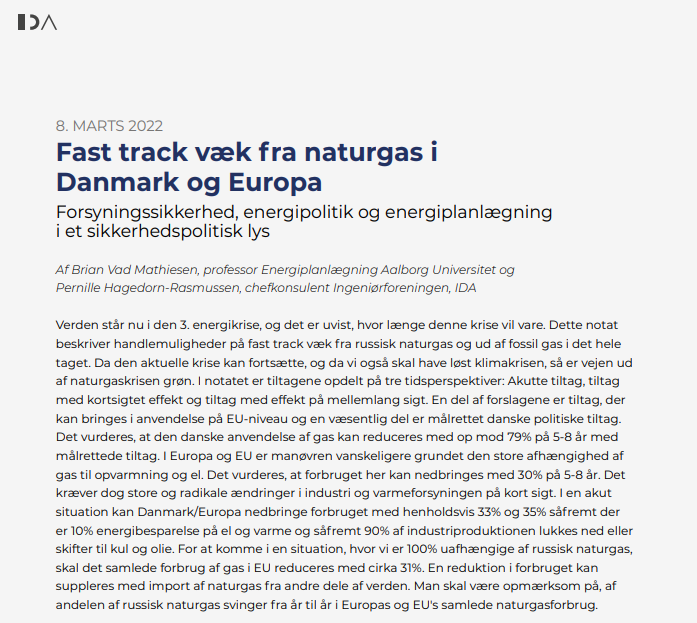 IDA
8. MARTS 2022
Fast track væk fra naturgas i
Danmark og Europa
Forsyningssikkerhed, energipolitik og energiplanlægning
i et sikkerhedspolitisk lys
Af Brian Vad Mathiesen, professor Energiplanlægning Aalborg Universitet og
Pernille Hagedorn-Rasmussen, chefkonsulent Ingeniørforeningen, IDA
Verden står nu i den 3. energikrise, og det er uvist, hvor længe denne krise vil vare. Dette notat
beskriver handlemuligheder på fast track væk fra russisk naturgas og ud af fossil gas i det hele
taget. Da den aktuelle krise kan fortsætte, og da vi også skal have løst klimakrisen, så er vejen ud
af naturgaskrisen grøn. I notatet er tiltagene opdelt på tre tidsperspektiver: Akutte tiltag, tiltag
med kortsigtet effekt og tiltag med effekt på mellemlang sigt. En del af forslagene er tiltag, der
kan bringes i anvendelse på EU-niveau og en væsentlig del er målrettet danske politiske tiltag.
Det vurderes, at den danske anvendelse af gas kan reduceres med op mod 79% på 5-8 år med
målrettede tiltag. I Europa og EU er manøvren vanskeligere grundet den store afhængighed af
gas til opvarmning og el. Det vurderes, at forbruget her kan nedbringes med 30% på 5-8 år. Det
kræver dog store og radikale ændringer i industri og varmeforsyningen på kort sigt. I en akut
situation kan Danmark/Europa nedbringe forbruget med henholdsvis 33% og 35% såfremt der
er 10% energibesparelse på el og varme og såfremt 90% af industriproduktionen lukkes ned eller
skifter til kul og olie. For at komme i en situation, hvor vi er 100% uafhængige af russisk naturgas,
skal det samlede forbrug af gas i EU reduceres med cirka 31%. En reduktion i forbruget kan
suppleres med import af naturgas fra andre dele af verden. Man skal være opmærksom på, af
andelen af russisk naturgas svinger fra år til år i Europas og EU's samlede naturgasforbrug.